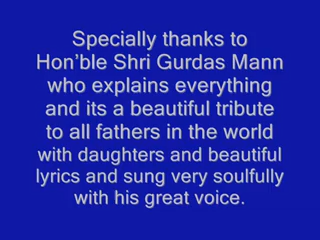 Specially thanks to
Hon'ble Shri Gurdas Mann
who explains everything
and its a beautiful tribute
to all fathers in the world
with daughters and beautiful
lyrics and sung very soulfully
with his great voice.